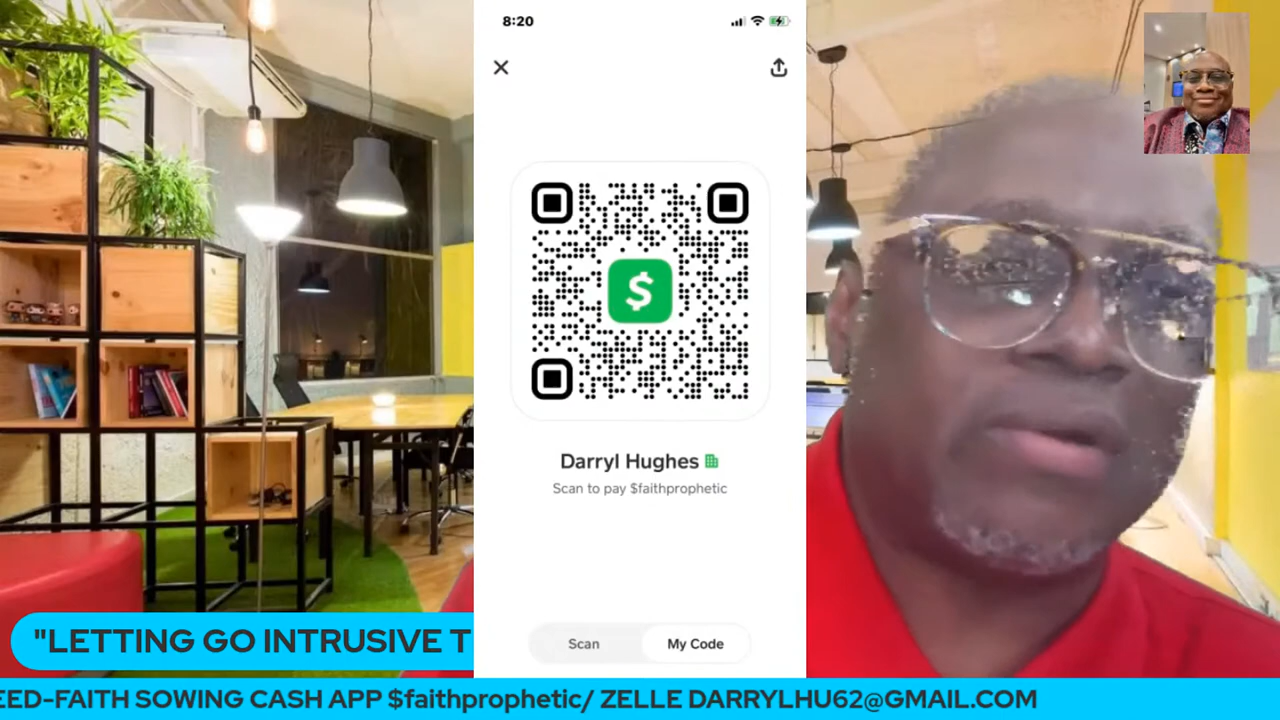 8:20
$
Darryl Hughes
Scan to pay $faithprophetic
Scan
My Code
"LETTING GO INTRUSIVE T
EED-FAITH SOWING CASH APP $faithprophetic/ ZELLE DARRYLHU62@GMAIL.COM